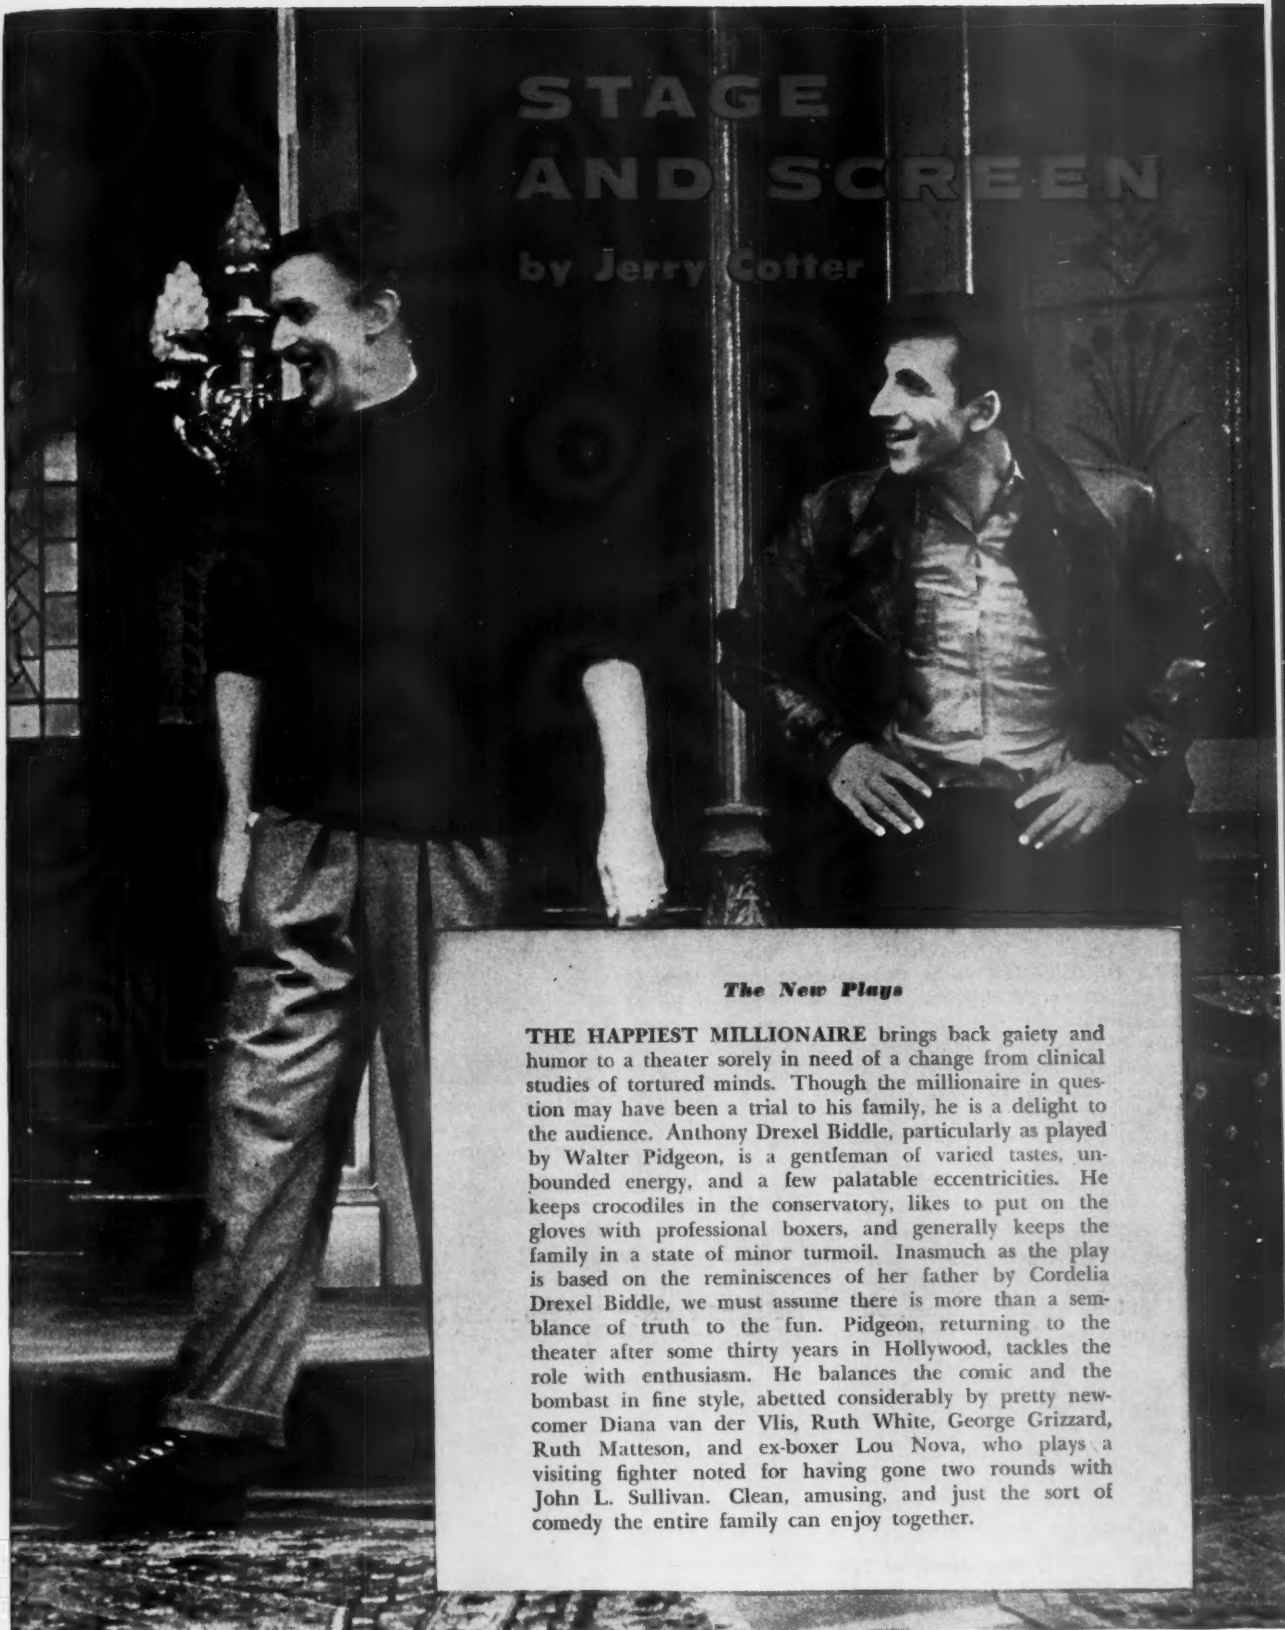 STAGE
AND SCREEN
by Jerry Cotter
The New Plays
THE HAPPIEST MILLIONAIRE brings back gaiety and
humor to a theater sorely in need of a change from clinical
studies of tortured minds. Though the millionaire in ques-
tion may have been a trial to his family, he is a delight to
the audience. Anthony Drexel Biddle, particularly as played
by Walter Pidgeon, is a gentleman of varied tastes, un-
bounded energy, and a few palatable eccentricities. He
keeps crocodiles in the conservatory, likes to put on the
gloves with professional boxers, and generally keeps the
family in a state of minor turmoil. Inasmuch as the play
is based on the reminiscences of her father by Cordelia
Drexel Biddle, we must assume there is more than a sem-
blance of truth to the fun. Pidgeon, returning to the
theater after some thirty years in Hollywood, tackles the
role with enthusiasm. He balances the comic and the
bombast in fine style, abetted considerably by pretty new-
comer Diana van der Vlis, Ruth White, George Grizzard,
Ruth Matteson, and ex-boxer Lou Nova, who plays a
visiting fighter noted for having gone two rounds with
John L. Sullivan. Clean, amusing, and just the sort of
comedy the entire family can enjoy together.